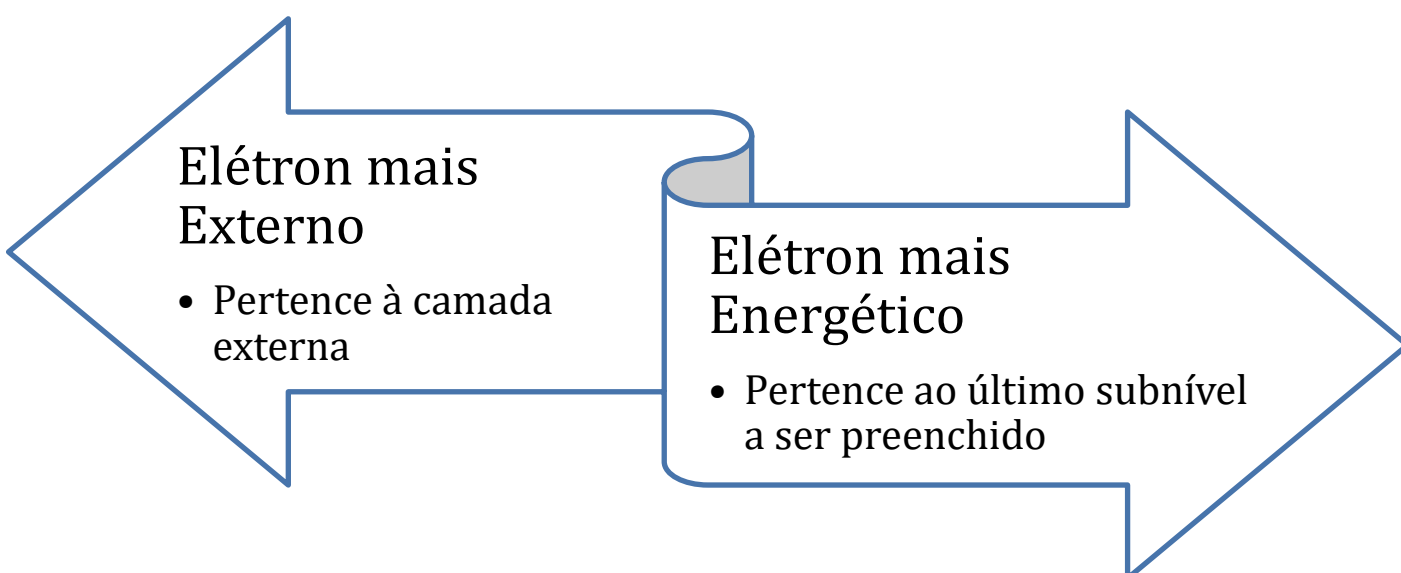 Elétron mais
Externo
• Pertence à camada
externa
Elétron mais
Energético
• Pertence ao último subnível
a ser preenchido